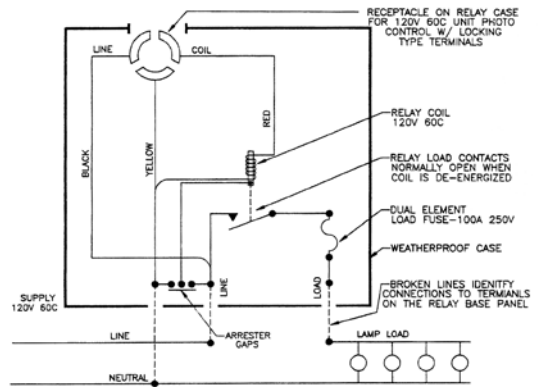 RECEPTACLE ON RELAY CASE
FOR 120V 60C UNIT PHOTO
CONTROL W/ LOCKING
TYPE TERMINALS
LINE
COIL
RED
BLACK
YELLOW
RELAY COIL
120V 60C
RELAY LOAD CONTACTS
NORMALLY OPEN WHEN
COIL IS DE-ENERGIZED
DUAL ELEMENT
LOAD FUSE-100A 250V
WEATHERPROOF CASE
LINE
LOAD
BROKEN LINES IDENITFY
CONNECTIONS TO TERMIANLS
ON THE RELAY BASE PANEL
SUPPLY
120V 60C
LINE
ARRESTER
GAPS
LAMP LOAD
NEUTRAL